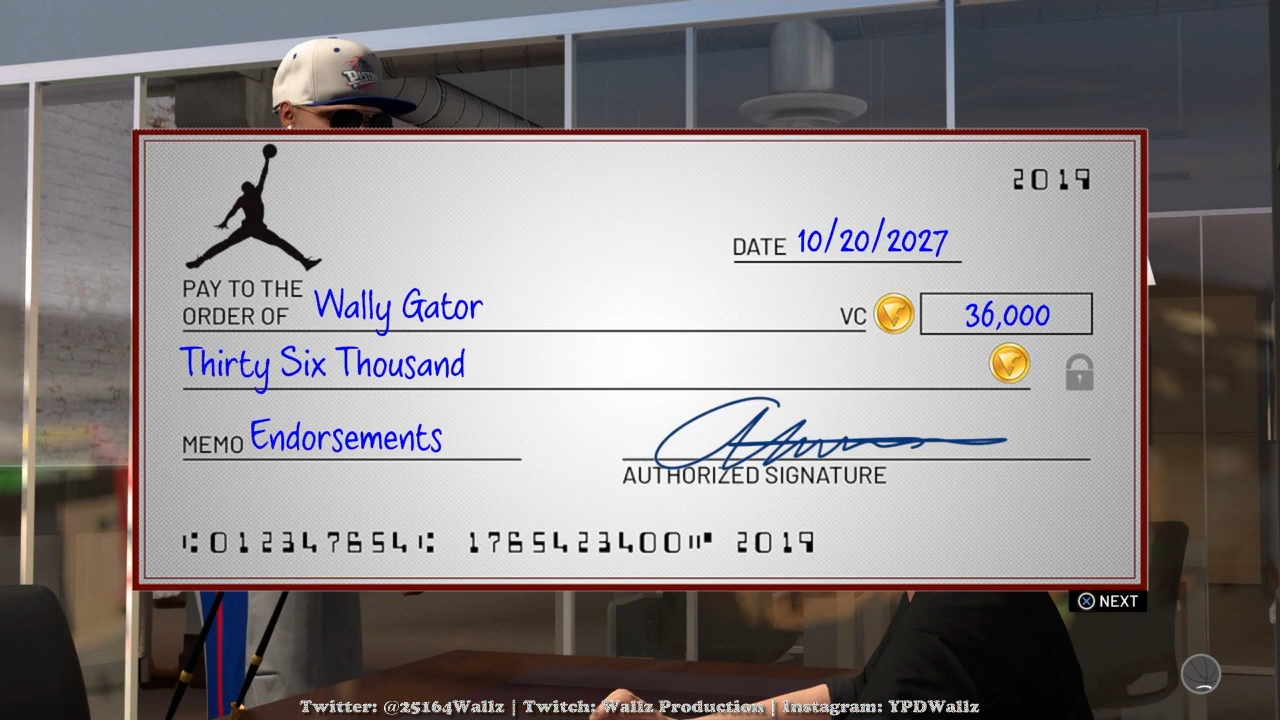 2019
DATE 10/20/2027
PAY TO THE
ORDER OF Wally Gator
VC 36,000
Thirty Six Thousand
MEMO Endorsements
AUTHORIZED SIGNATURE
⑆012347654⑆ 1765423400⑈ 2019
NEXT
Twitter: @25164Wallz | Twitch: Wallz Production | Instagram: YPDWallz